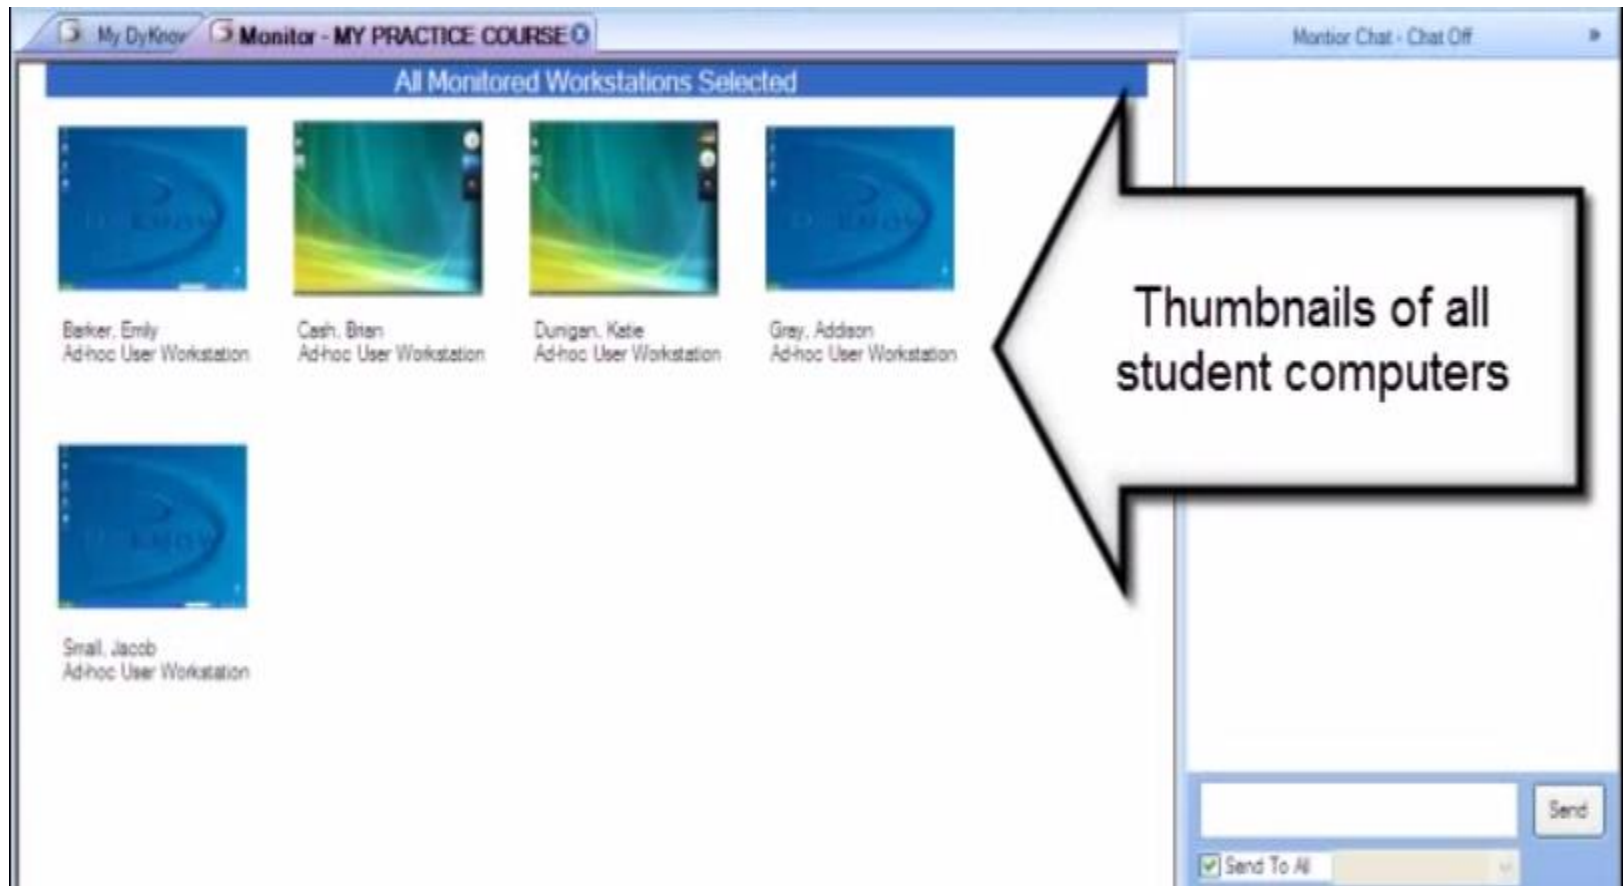 My DyKnow
Monitor - MY PRACTICE COURSE
Monitor Chat - Chat Off
All Monitored Workstations Selected
Barker, Emily
Ad-hoc User Workstation
Cash, Brian
Ad-hoc User Workstation
Dunigan, Katie
Ad-hoc User Workstation
Gray, Addison
Ad-hoc User Workstation
Thumbnails of all
student computers
Small, Jacob
Ad-hoc User Workstation
Send
Send To All